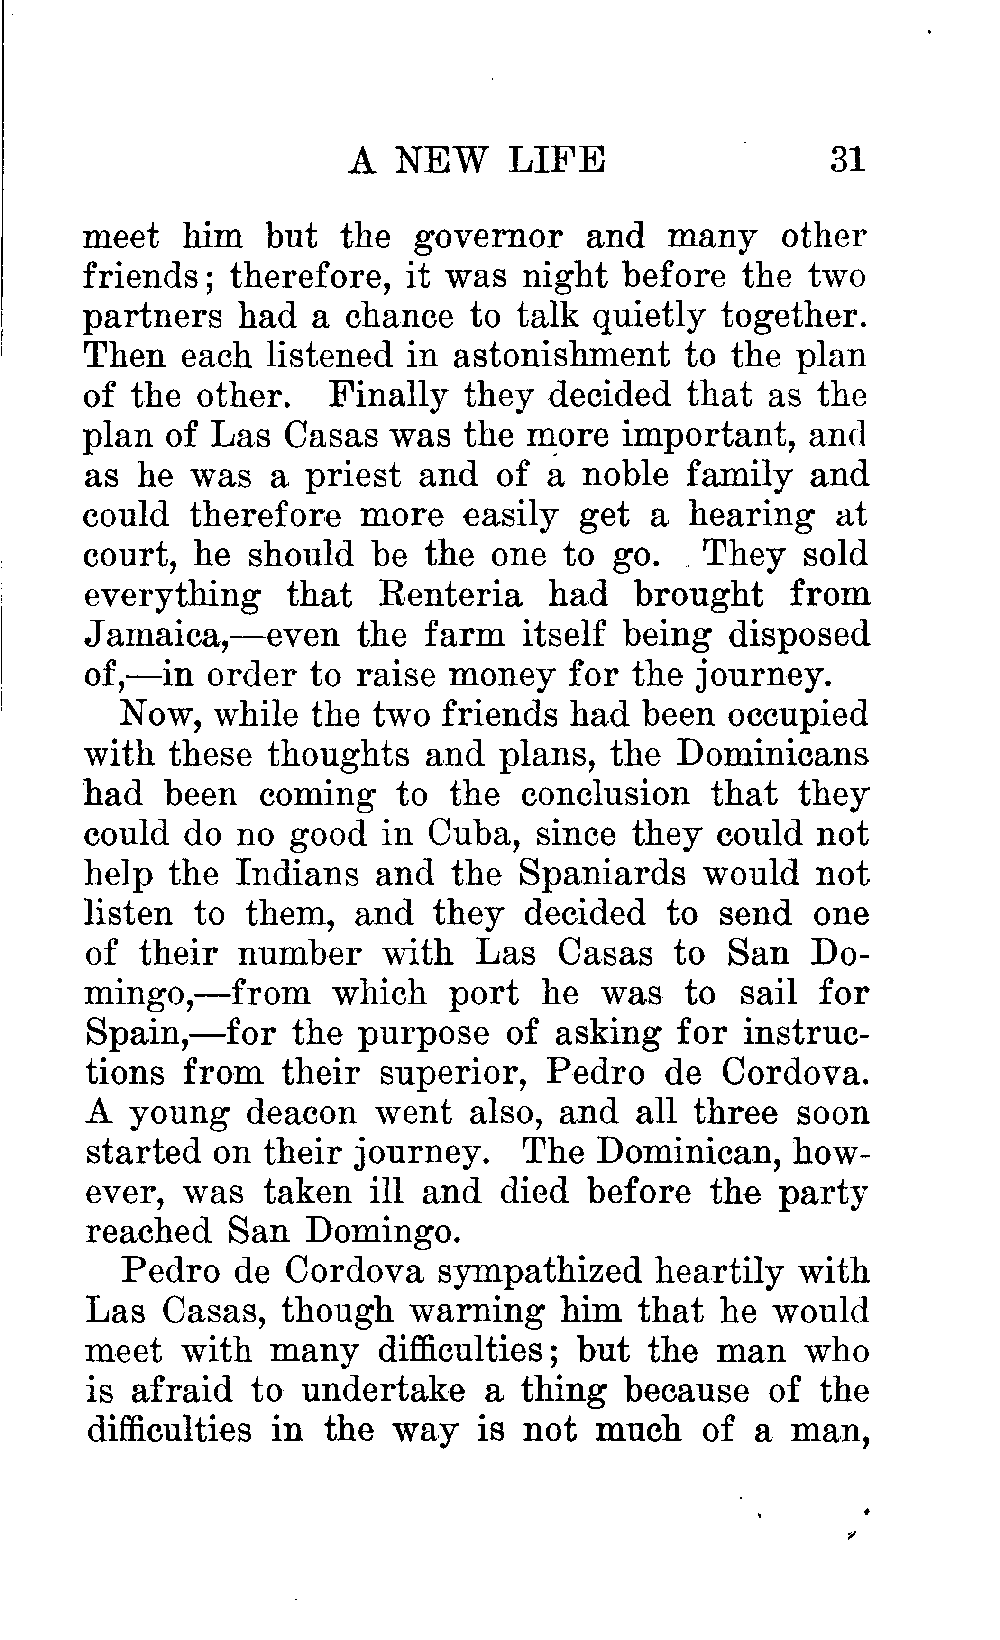 A NEW LIFE 31
meet him but the governor and many other
friends; therefore, it was night before the two
partners had a chance to talk quietly together.
Then each listened in astonishment to the plan
of the other. Finally they decided that as the
plan of Las Casas was the more important, and
as he was a priest and of a noble family and
could therefore more easily get a hearing at
court, he should be the one to go. They sold
everything that Renteria had brought from
Jamaica,—even the farm itself being disposed
of,—in order to raise money for the journey.
Now, while the two friends had been occupied
with these thoughts and plans, the Dominicans
had been coming to the conclusion that they
could do no good in Cuba, since they could not
help the Indians and the Spaniards would not
listen to them, and they decided to send one
of their number with Las Casas to San Do-
mingo,—from which port he was to sail for
Spain,—for the purpose of asking for instruc-
tions from their superior, Pedro de Cordova.
A young deacon went also, and all three soon
started on their journey. The Dominican, how-
ever, was taken ill and died before the party
reached San Domingo.
Pedro de Cordova sympathized heartily with
Las Casas, though warning him that he would
meet with many difficulties; but the man who
is afraid to undertake a thing because of the
difficulties in the way is not much of a man,